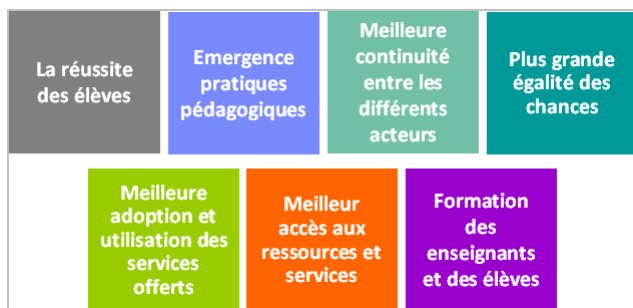 La réussite
des élèves
Emergence
pratiques
pédagogiques
Meilleure
continuité
entre les
différents
acteurs
Plus grande
égalité des
chances
Meilleure
adoption et
utilisation des
services
offerts
Meilleur
accès aux
ressources et
services
Formation
des
enseignants
et des élèves